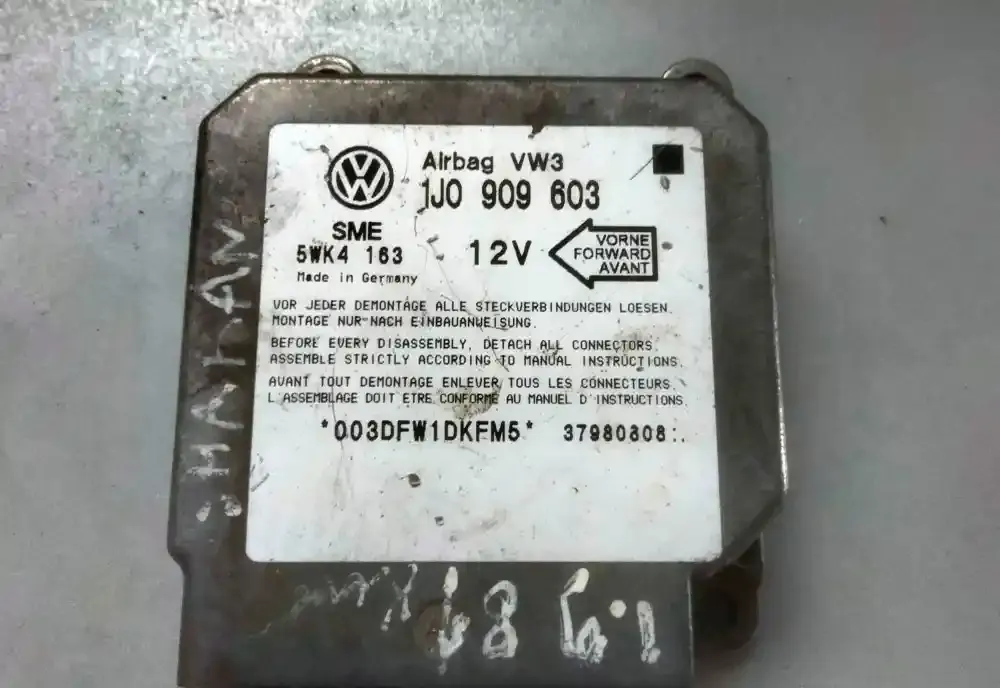 Airbag VW3
1J0 909 603
SME
5WK4 163
12V
VORNE
FORWARD
AVANT
Made in Germany
VOR JEDER DEMONTAGE ALLE STECKVERBINDUNGEN LOESEN.
MONTAGE NUR NACH EINBAUANWEISUNG.
BEFORE EVERY DISASSEMBLY, DETACH ALL CONNECTORS.
ASSEMBLE STRICTLY ACCORDING TO MANUAL INSTRUCTIONS.
AVANT TOUT DEMONTAGE ENLEVER TOUS LES CONNECTEURS.
L'ASSEMBLAGE DOIT ETRE CONFORME AU MANUEL D'INSTRUCTIONS.
*003DFW1DKFM5* 37980808:.